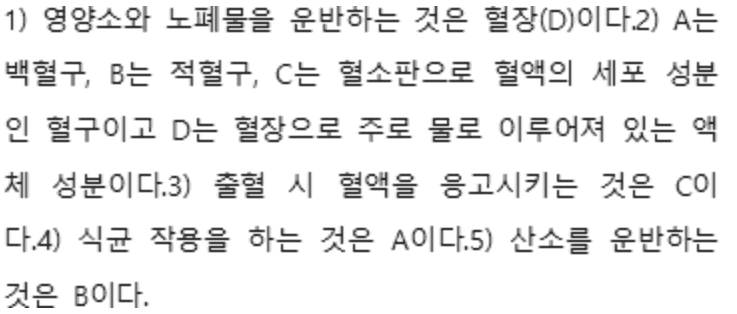 1) 영양소와 노폐물을 운반하는 것은 혈장(D)이다.2) A는
백혈구, B는 적혈구, C는 혈소판으로 혈액의 세포 성분
인 혈구이고 D는 혈장으로 주로 물로 이루어져 있는 액
체 성분이다.3) 출혈 시 혈액을 응고시키는 것은 C이
다.4) 식균 작용을 하는 것은 A이다.5) 산소를 운반하는
것은 B이다.